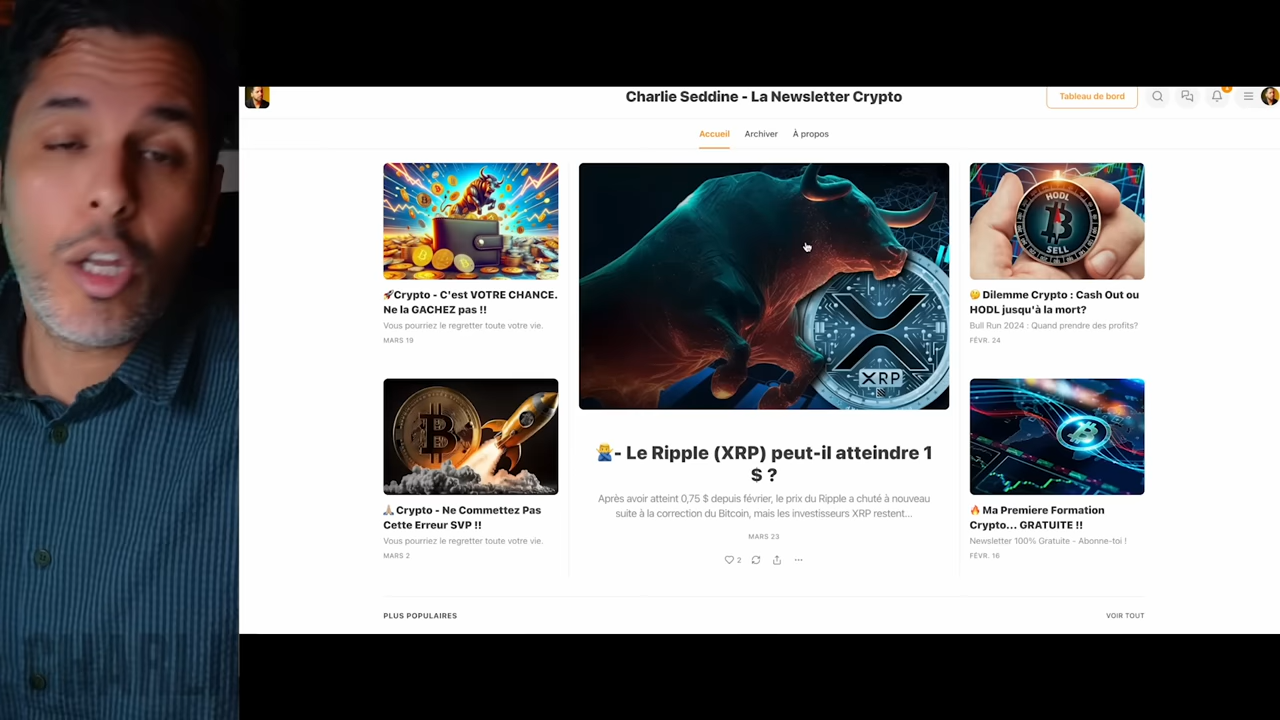 Charlie Seddine - La Newsletter Crypto
Tableau de bord
Accueil
Archiver
À propos
🚀Crypto - C'est VOTRE CHANCE.
Ne la GACHEZ pas !!
Vous pourriez le regretter toute votre vie.
MARS 19
🙏🏼 Crypto - Ne Commettez Pas
Cette Erreur SVP !!
Vous pourriez le regretter toute votre vie.
MARS 2
XRP
🙅‍♂️- Le Ripple (XRP) peut-il atteindre 1
$ ?
Après avoir atteint 0,75 $ depuis février, le prix du Ripple a chuté à nouveau
suite à la correction du Bitcoin, mais les investisseurs XRP restent...
MARS 23
2
HODL
SELL
🤔 Dilemme Crypto : Cash Out ou
HODL jusqu'à la mort?
Bull Run 2024 : Quand prendre des profits?
FÉVR. 24
🔥 Ma Premiere Formation
Crypto... GRATUITE !!
Newsletter 100% Gratuite - Abonne-toi !
FÉVR. 16
PLUS POPULAIRES
VOIR TOUT